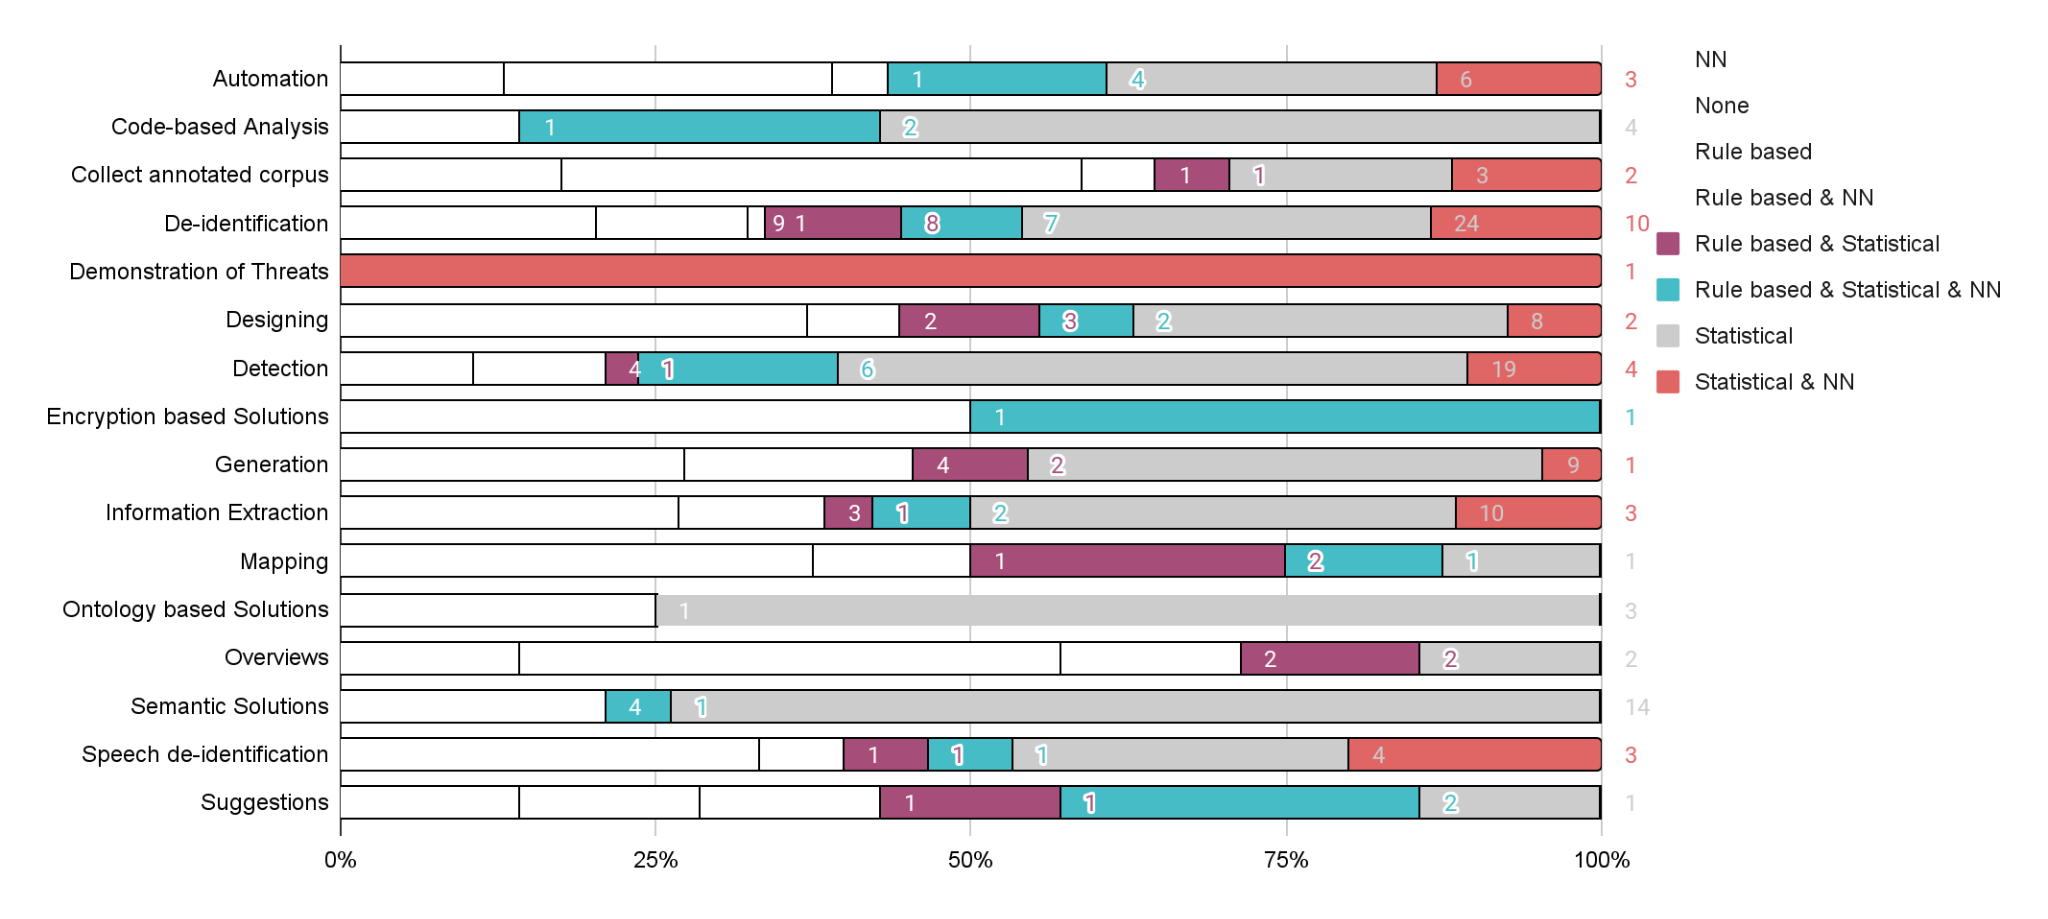 Automation 1 4 6 3
Code-based Analysis 1 2 4
Collect annotated corpus 1 1 3 2
De-identification 9 1 8 7 24 10
Demonstration of Threats 1
Designing 2 3 2 8 2
Detection 4 1 6 19 4
Encryption based Solutions 1 1
Generation 4 2 9 1
Information Extraction 3 1 2 10 3
Mapping 1 2 1 1
Ontology based Solutions 1 3
Overviews 2 2 2
Semantic Solutions 4 1 14
Speech de-identification 1 1 1 4 3
Suggestions 1 1 2 1
0% 25% 50% 75% 100%
NN
None
Rule based
Rule based & NN
Rule based & Statistical
Rule based & Statistical & NN
Statistical
Statistical & NN